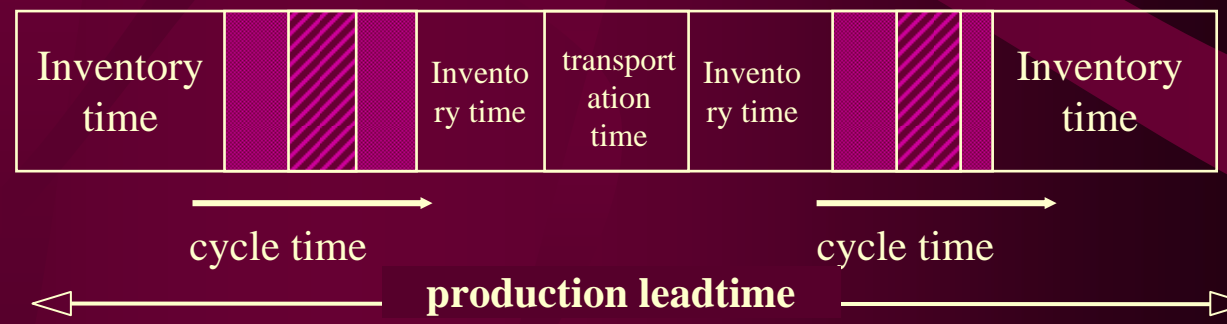 Inventory
time
Invento
ry time
transport
ation
time
Invento
ry time
Inventory
time
cycle time
cycle time
production leadtime